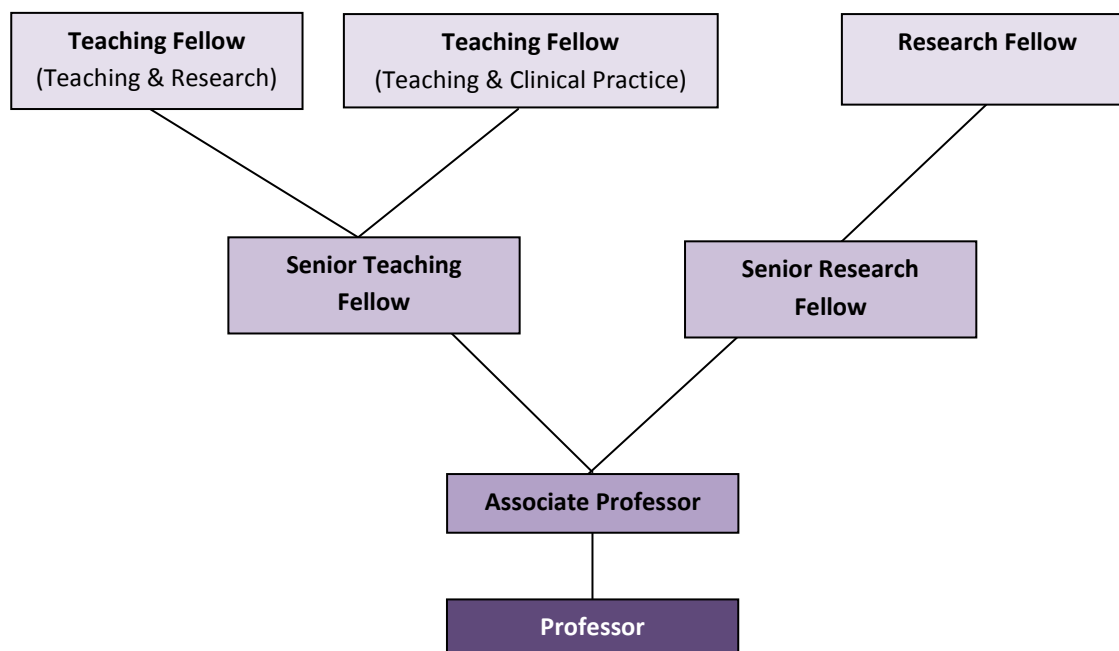 Teaching Fellow
(Teaching & Research)
Teaching Fellow
(Teaching & Clinical Practice)
Research Fellow
Senior Teaching
Fellow
Senior Research
Fellow
Associate Professor
Professor